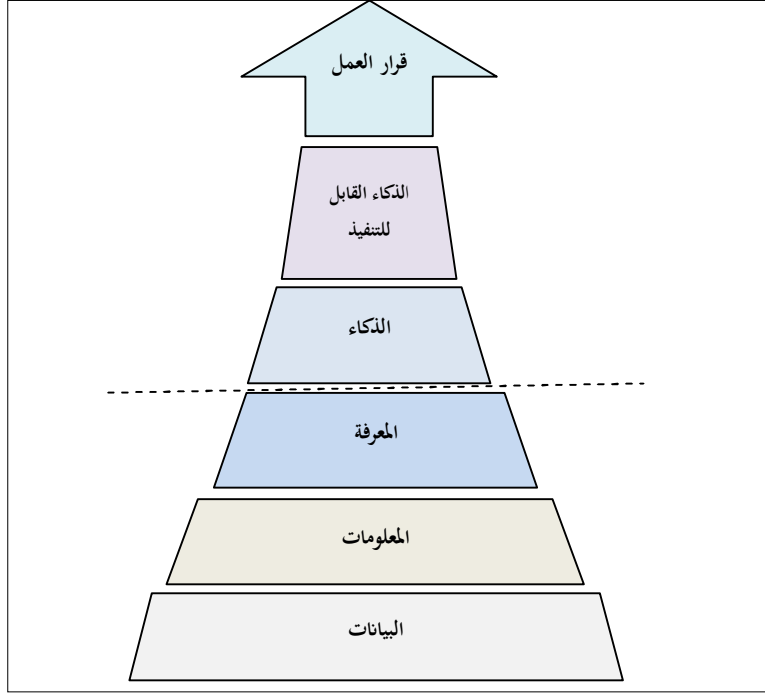 قرار العمل
الذكاء القابل
للتنفيذ
الذكاء
المعرفة
المعلومات
البيانات